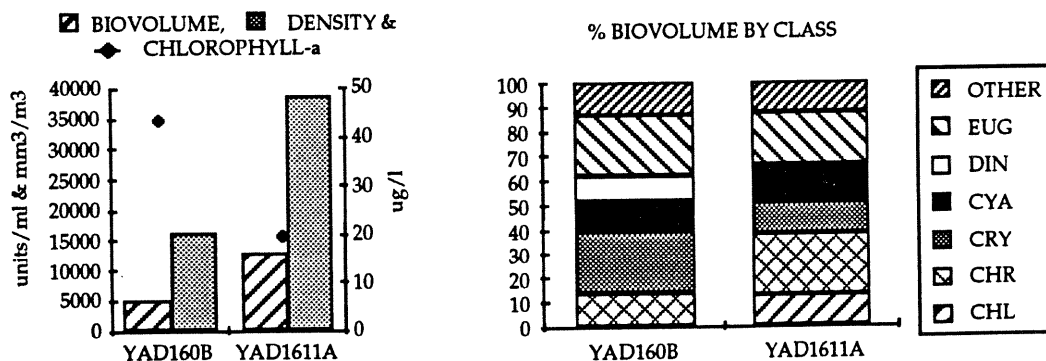 BIOVOLUME, DENSITY &
CHLOROPHYLL-a
units/ml & mm3/m3
40000
35000
30000
25000
20000
15000
10000
5000
0
50
40
30
20
10
0
ug/l
YAD160B YAD1611A
% BIOVOLUME BY CLASS
100
90
80
70
60
50
40
30
20
10
0
YAD160B YAD1611A
OTHER
EUG
DIN
CYA
CRY
CHR
CHL